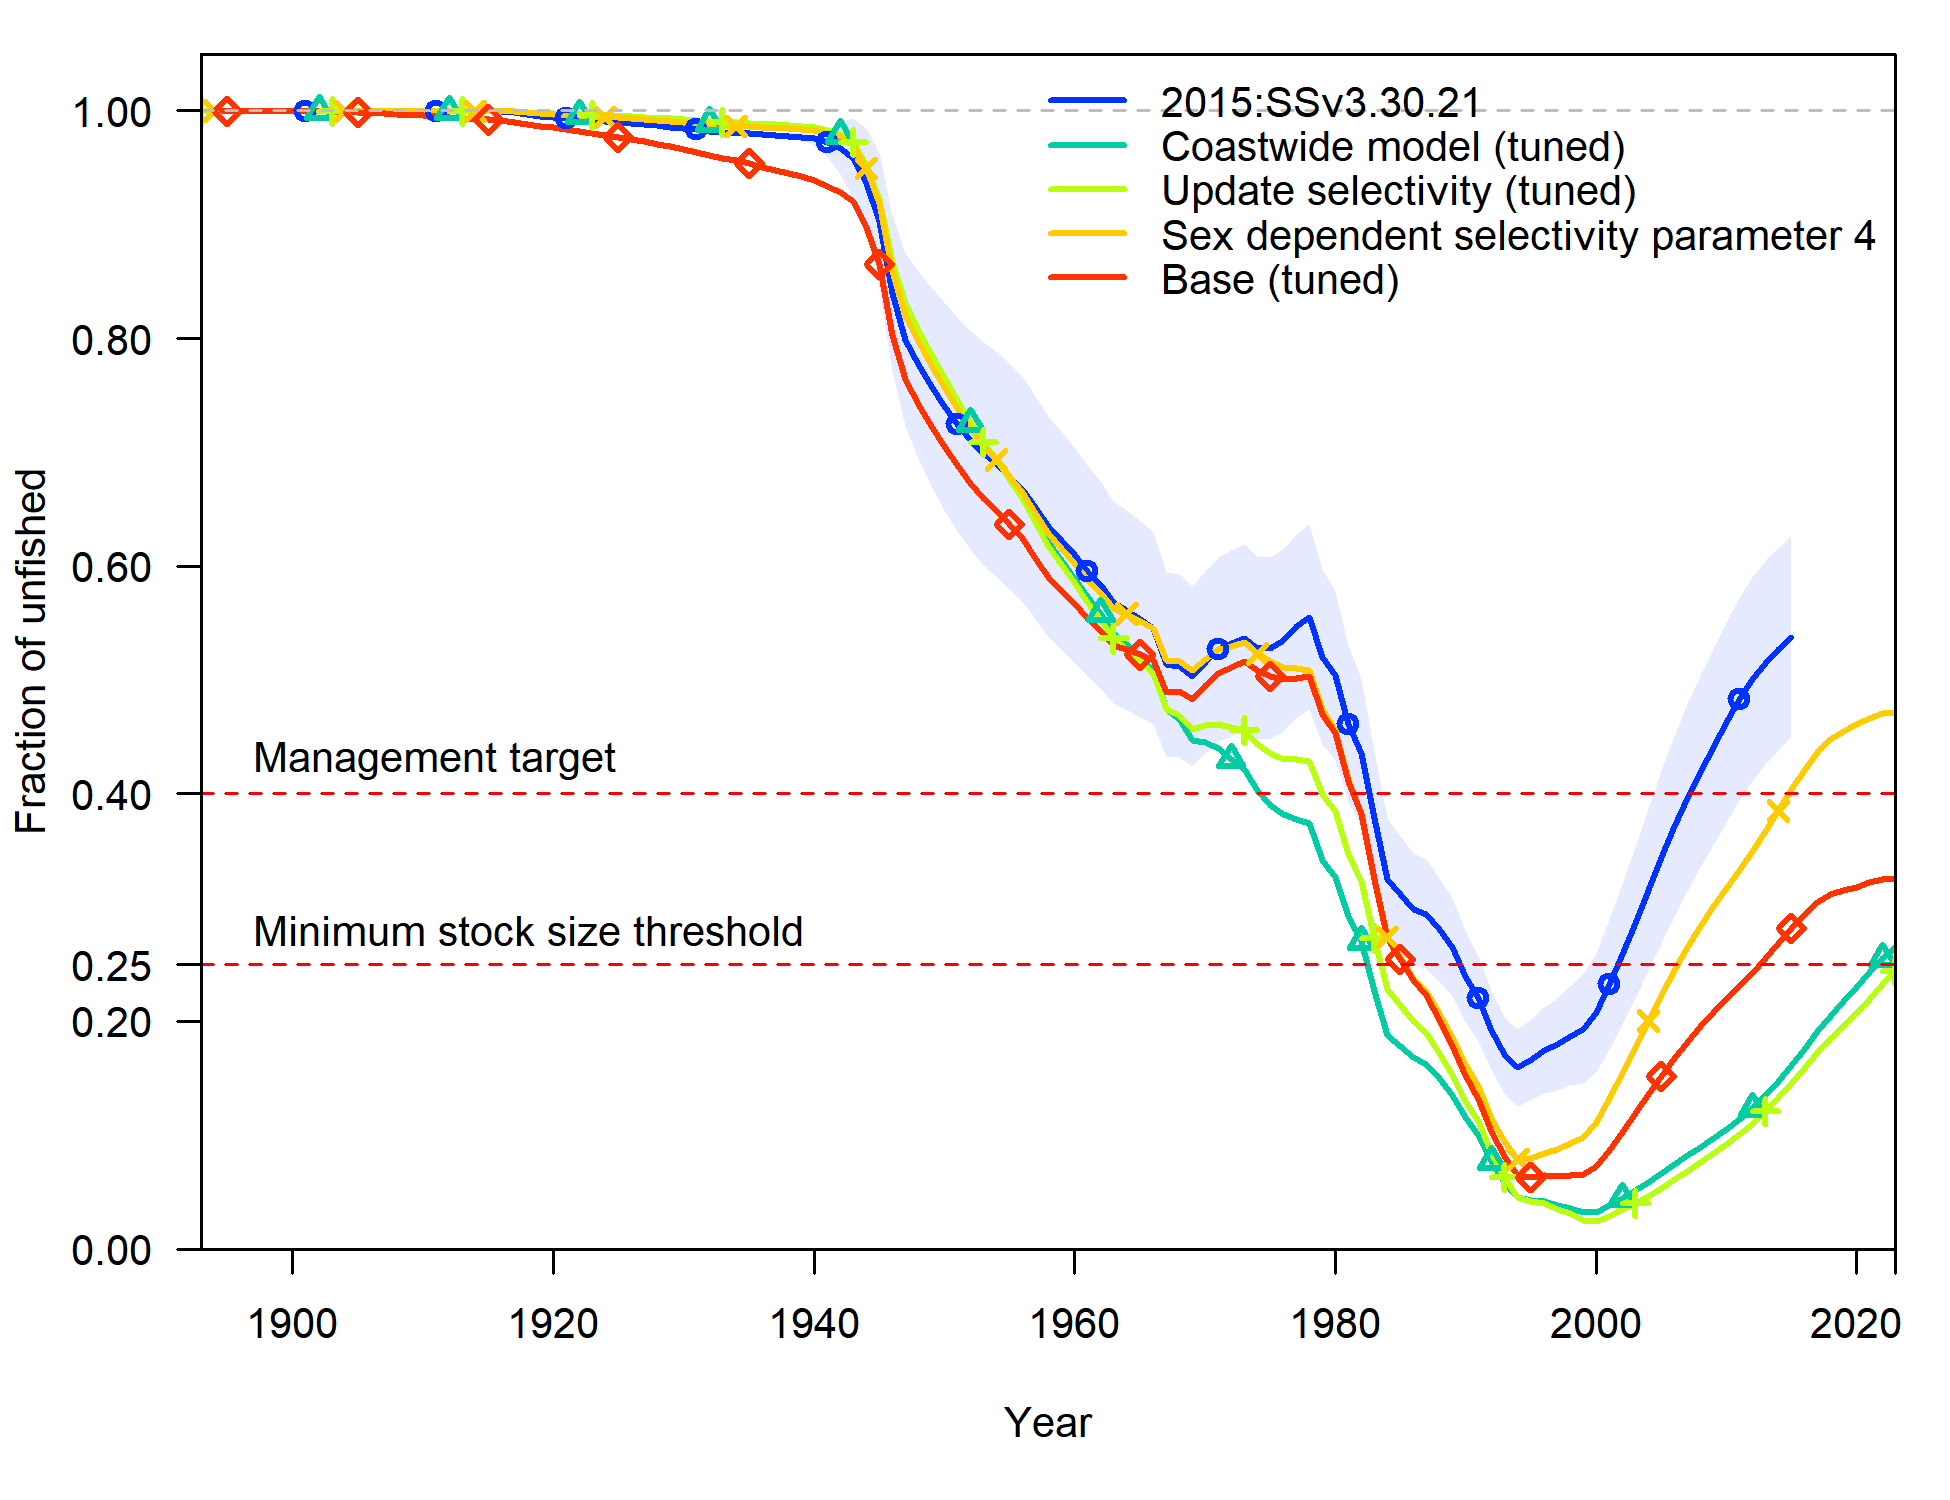 1.00
0.80
0.60
0.40
0.25
0.20
0.00
Fraction of unfished
2015:SSv3.30.21
Coastwide model (tuned)
Update selectivity (tuned)
Sex dependent selectivity parameter 4
Base (tuned)
Management target
Minimum stock size threshold
1900 1920 1940 1960 1980 2000 2020
Year